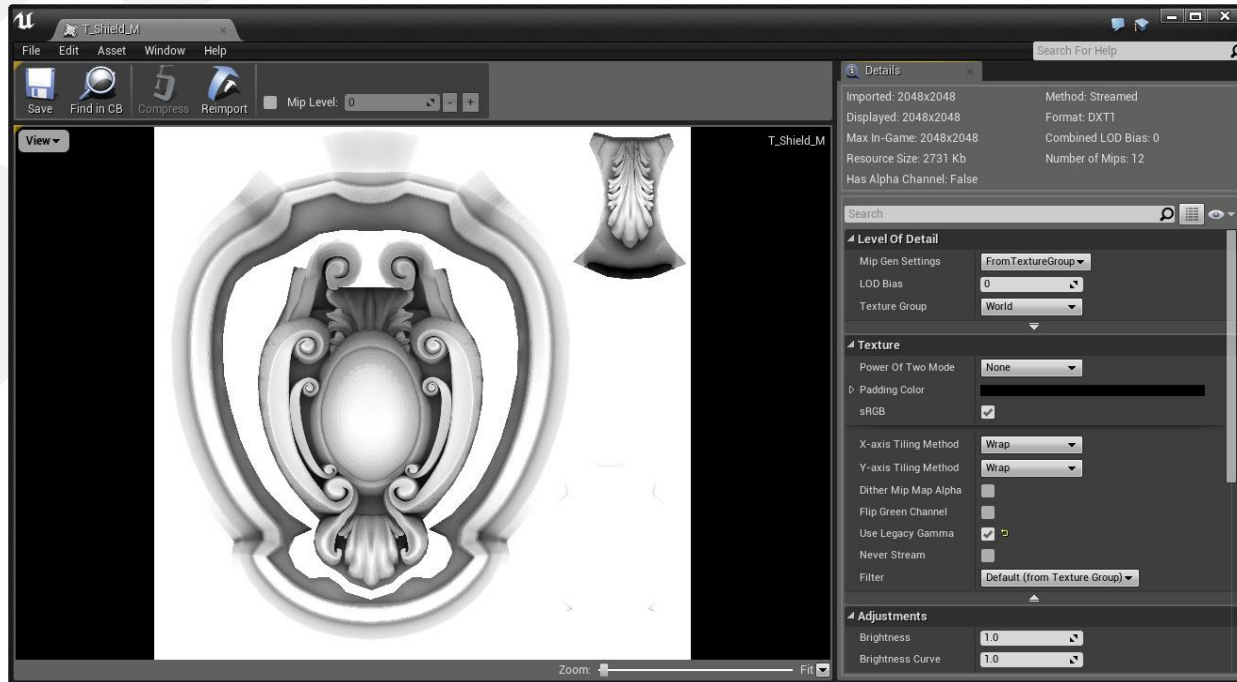 T_Shield_M
File Edit Asset Window Help
Search For Help
Save Find in CB Compress Reimport
Mip Level: 0
View
T_Shield_M
Zoom: Fit
Details
Imported: 2048x2048 Method: Streamed
Displayed: 2048x2048 Format: DXT1
Max In-Game: 2048x2048 Combined LOD Bias: 0
Resource Size: 2731 Kb Number of Mips: 12
Has Alpha Channel: False
Search
Level Of Detail
Mip Gen Settings FromTextureGroup
LOD Bias 0
Texture Group World
Texture
Power Of Two Mode None
Padding Color
sRGB
X-axis Tiling Method Wrap
Y-axis Tiling Method Wrap
Dither Mip Map Alpha
Flip Green Channel
Use Legacy Gamma
Never Stream
Filter Default (from Texture Group)
Adjustments
Brightness 1.0
Brightness Curve 1.0